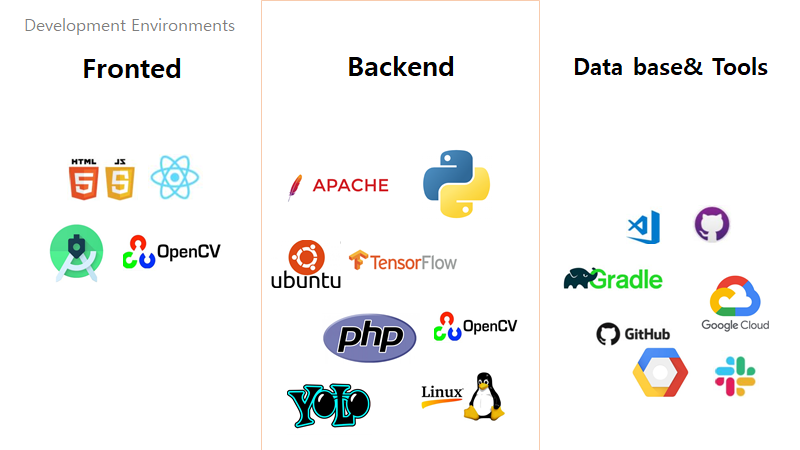 Development Environments
Fronted
HTML
5
JS
5
OpenCV
Backend
APACHE
ubuntu
TensorFlow
php
OpenCV
YOLO
Linux
Data base& Tools
Gradle
Google Cloud
GitHub